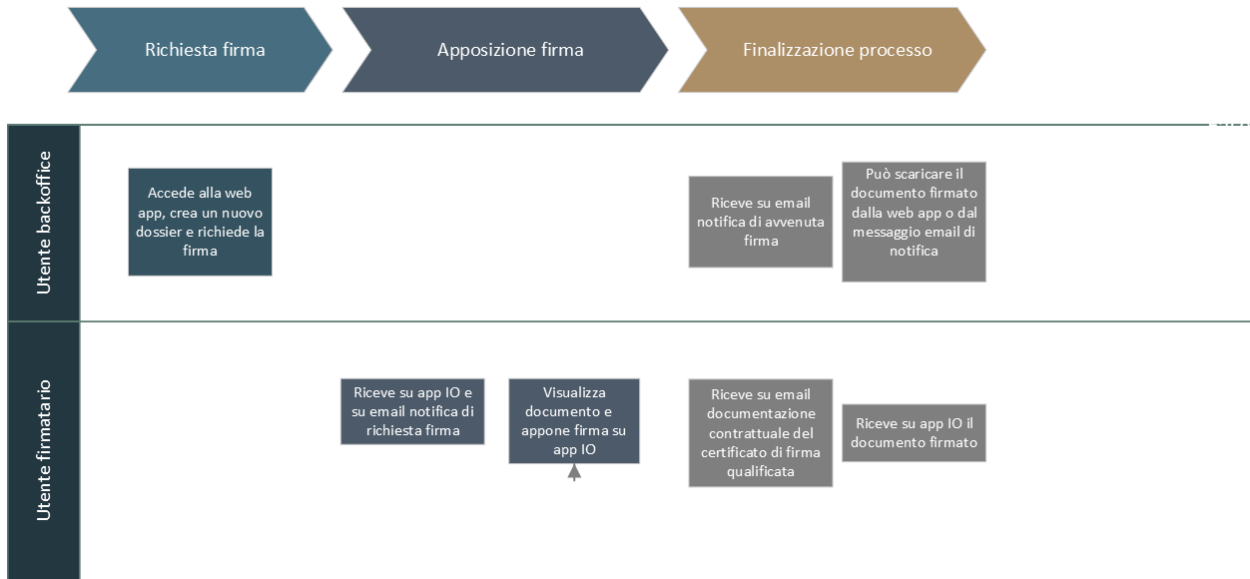 Richiesta firma
Apposizione firma
Finalizzazione processo
Utente backoffice
Accede alla web
app, crea un nuovo
dossier e richiede la
firma
Riceve su email
notifica di avvenuta
firma
Può scaricare il
documento firmato
dalla web app o dal
messaggio email di
notifica
Utente firmatario
Riceve su app IO e
su email notifica di
richiesta firma
Visualizza
documento e
appone firma su
app IO
Riceve su email
documentazione
contrattuale del
certificato di firma
qualificata
Riceve su app IO il
documento firmato